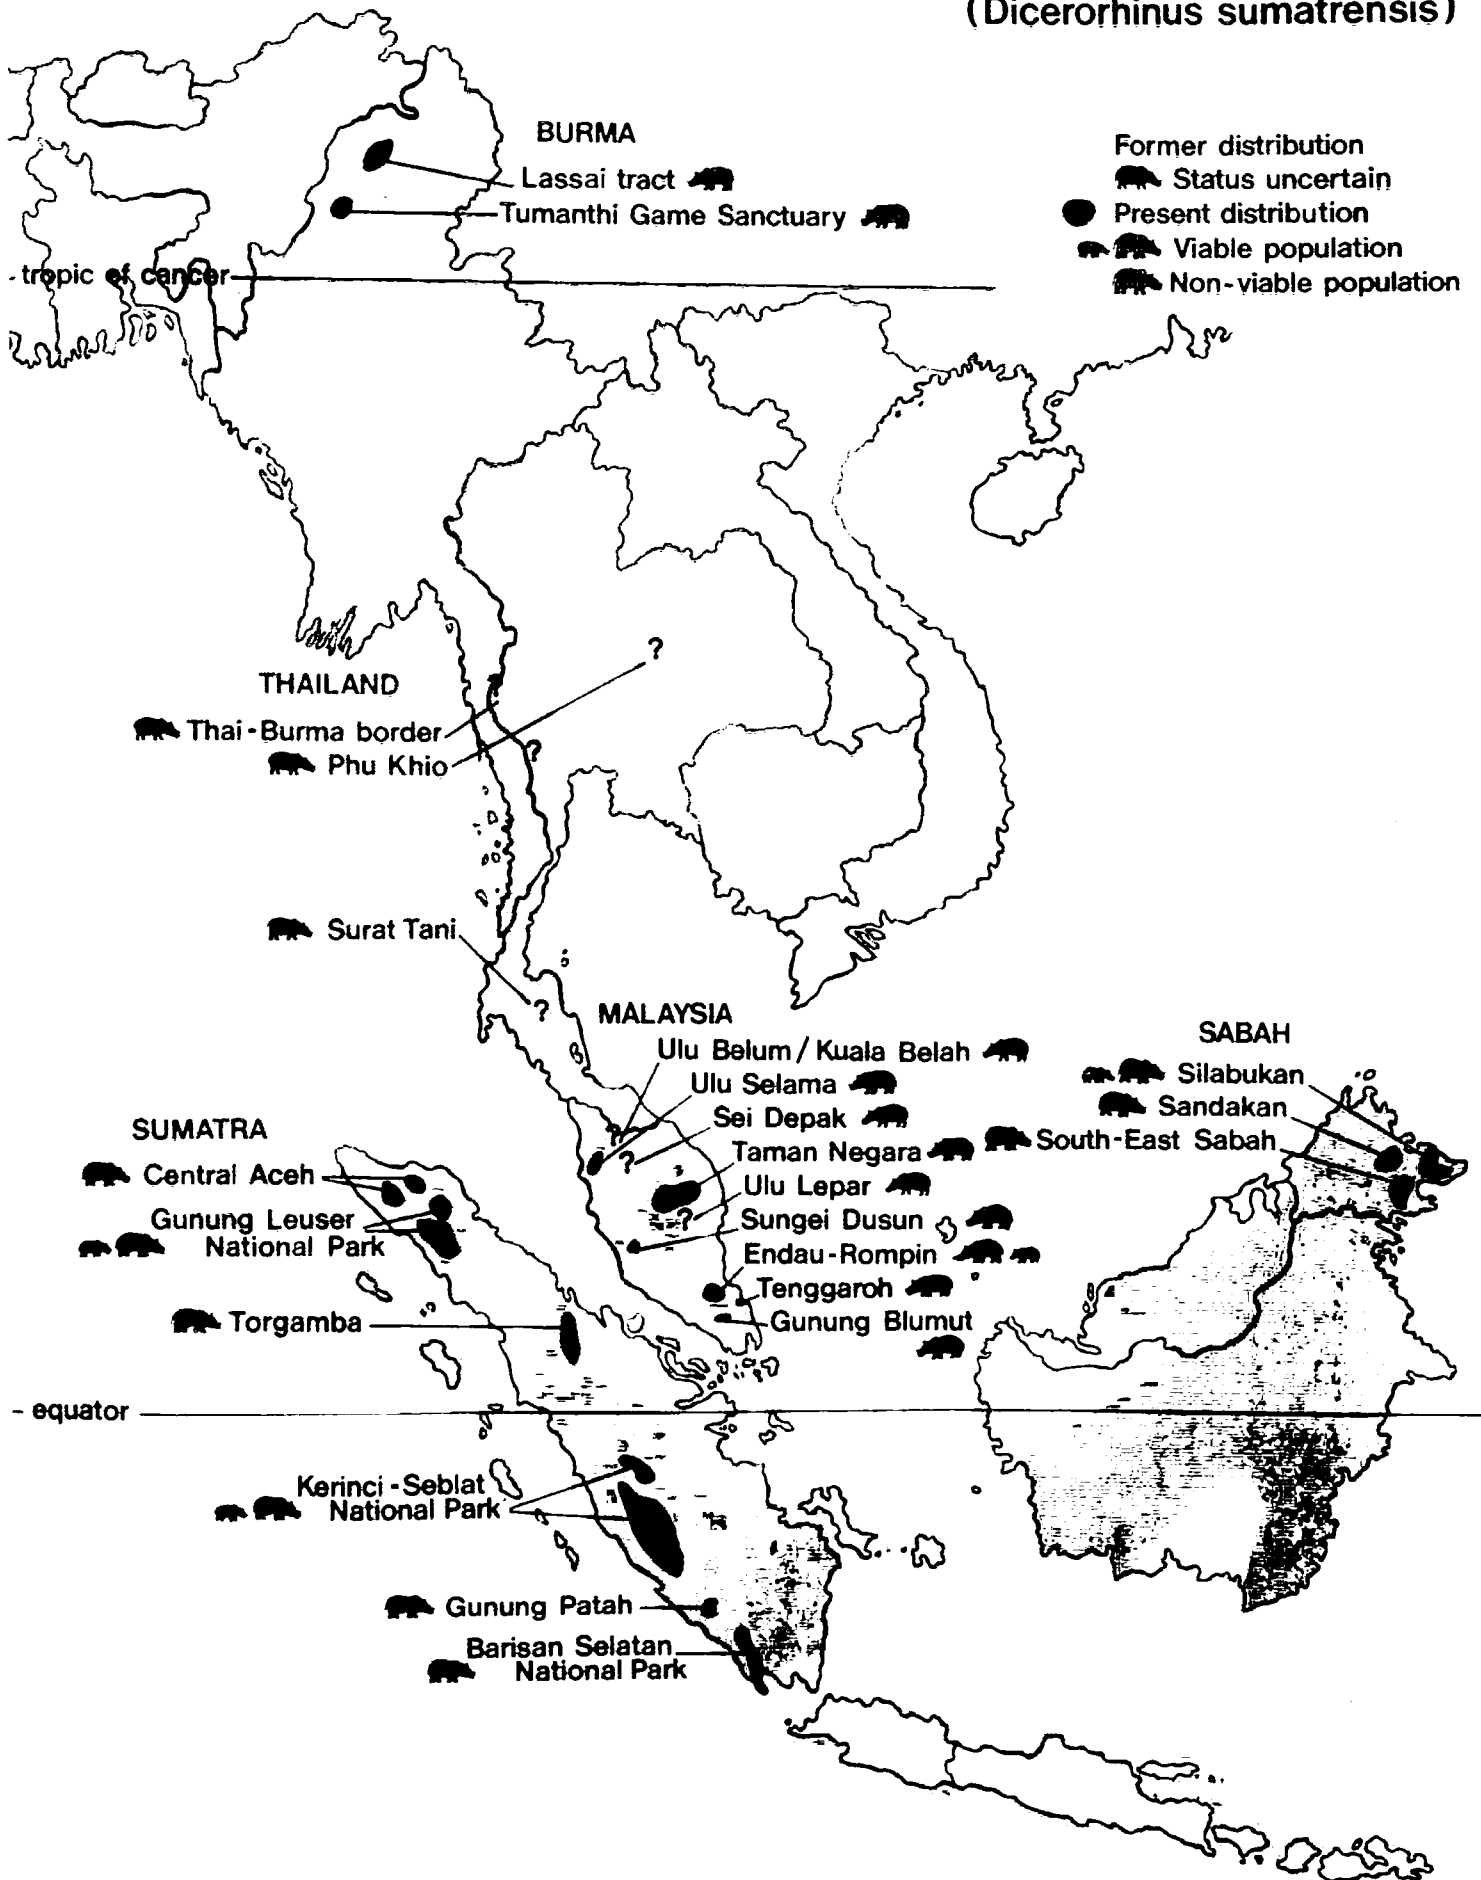 (Dicerorhinus sumatrensis)
BURMA
Lassai tract
Tumanthi Game Sanctuary
Former distribution
Status uncertain
Present distribution
Viable population
Non-viable population
- tropic of cancer
?
THAILAND
Thai-Burma border
Phu Khio
?
Surat Tani
?
MALAYSIA
Ulu Belum / Kuala Belah
Ulu Selama
Sei Depak
Taman Negara
Ulu Lepar
Sungei Dusun
Endau-Rompin
Tenggaroh
Gunung Blumut
?
?
?
SABAH
Silabukan
Sandakan
South-East Sabah
SUMATRA
Central Aceh
Gunung Leuser
National Park
Torgamba
- equator
Kerinci-Seblat
National Park
Gunung Patah
Barisan Selatan
National Park